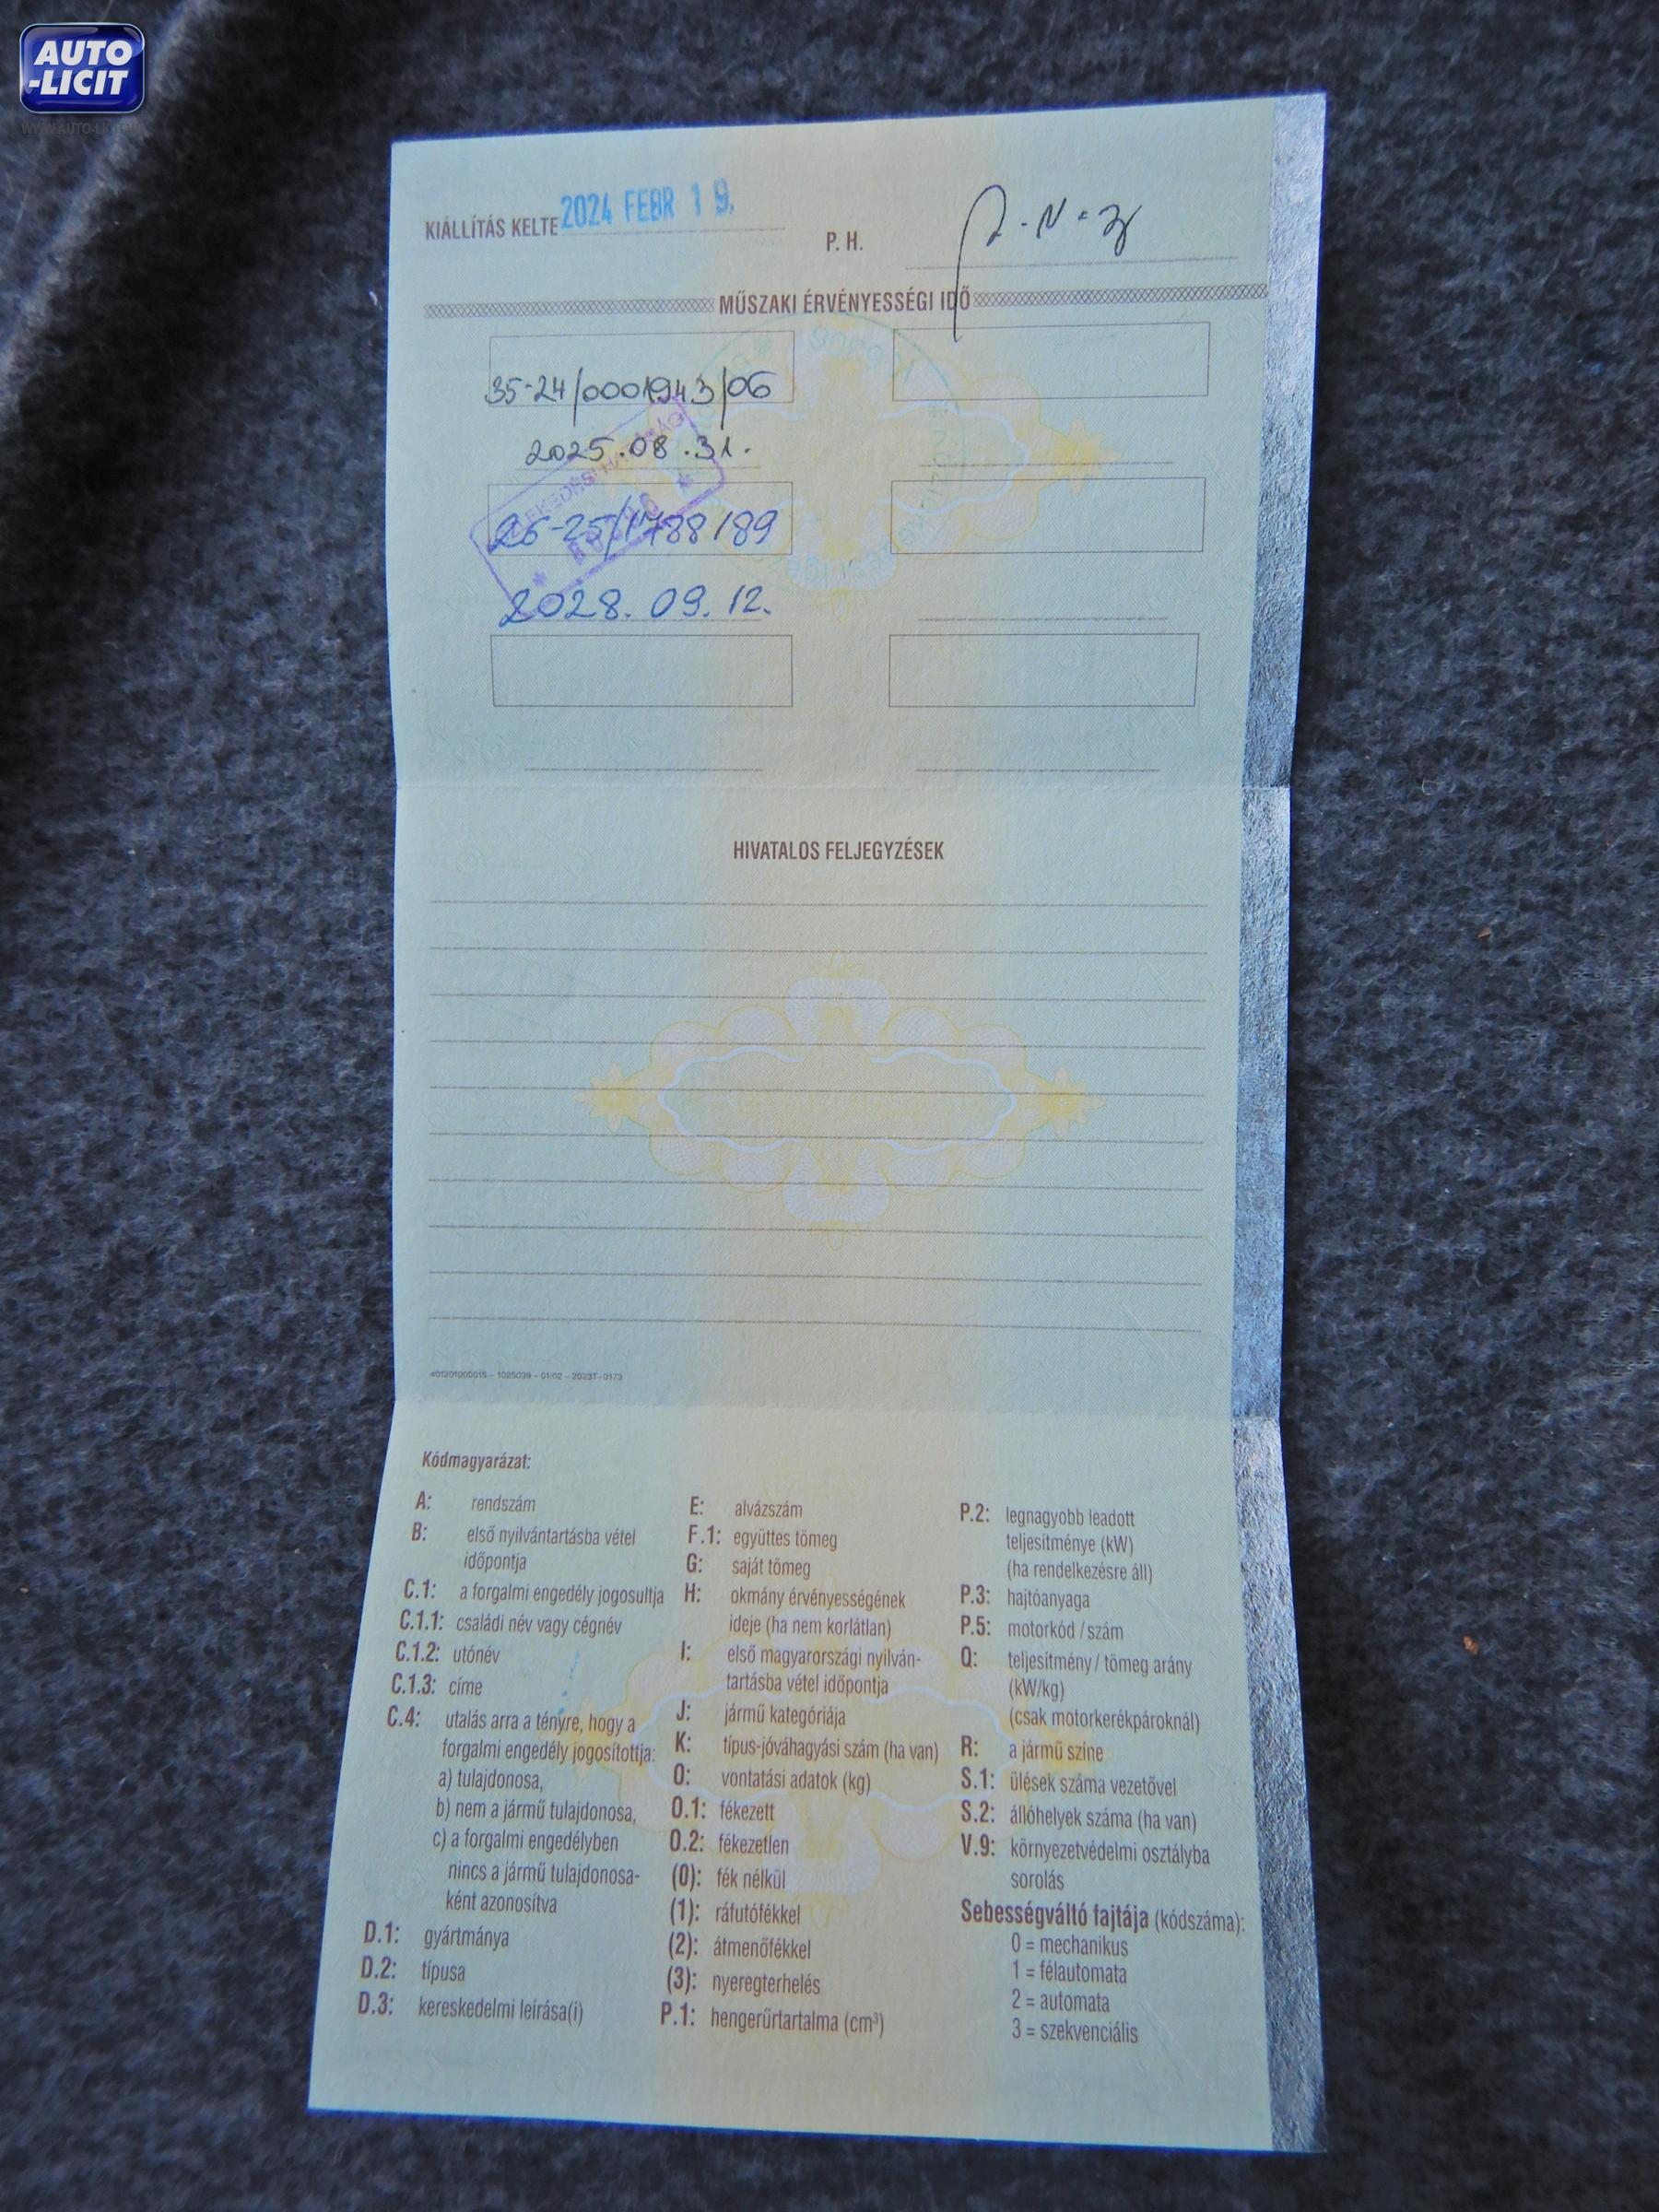 AUTO
-LICIT
KIÁLLÍTÁS KELTE 2024 FEBR 19.
P. H.
MŰSZAKI ÉRVÉNYESSÉGI IDŐ
35-24/0001943/06
2025.08.31.
26-25/1788189
2028.09.12.
HIVATALOS FELJEGYZÉSEK
Kódmagyarázat:
A: rendszám
B: első nyilvántartásba vétel
időpontja
C.1: a forgalmi engedély jogosultja
C.1.1: családi név vagy cégnév
C.1.2: utónév
C.1.3: címe
C.4: utalás arra a tényre, hogy a
forgalmi engedély jogosítottja:
a) tulajdonosa,
b) nem a jármű tulajdonosa,
c) a forgalmi engedélyben
nincs a jármű tulajdonosa-
ként azonosítva
D.1: gyártmánya
D.2: típusa
D.3: kereskedelmi leírása(i)
E: alvázszám
F.1: együttes tömeg
G: saját tömeg
H: okmány érvényességének
ideje (ha nem korlátlan)
I: első magyarországi nyilván-
tartásba vétel időpontja
J: jármű kategóriája
K: típus-jóváhagyási szám (ha van)
O: vontatási adatok (kg)
O.1: fékezett
O.2: fékezetlen
(0): fék nélkül
(1): ráfutófékkel
(2): átmenőfékkel
(3): nyeregterhelés
P.1: hengerűrtartalma (cm³)
P.2: legnagyobb leadott
teljesítménye (kW)
(ha rendelkezésre áll)
P.3: hajtóanyaga
P.5: motorkód / szám
Q: teljesítmény / tömeg arány
(kW/kg)
(csak motorkerékpároknál)
R: a jármű színe
S.1: ülések száma vezetővel
S.2: állóhelyek száma (ha van)
V.9: környezetvédelmi osztályba
sorolás
Sebességváltó fajtája (kódszáma):
0 = mechanikus
1 = félautomata
2 = automata
3 = szekvenciális